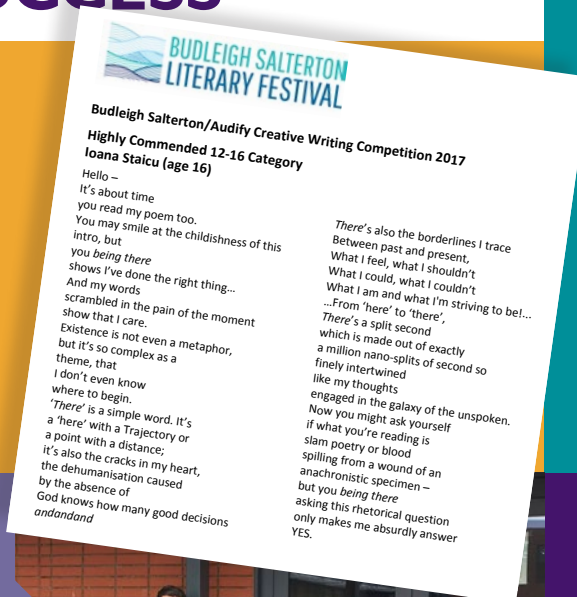 BUDLEIGH SALTERTON
LITERARY FESTIVAL
Budleigh Salterton/Audify Creative Writing Competition 2017
Highly Commended 12-16 Category
Ioana Staicu (age 16)
Hello –
It's about time
you read my poem too.
You may smile at the childishness of this
intro, but
you being there
shows I've done the right thing...
And my words
scrambled in the pain of the moment
show that I care.
Existence is not even a metaphor,
but it's so complex as a
theme, that
I don't even know
where to begin.
'There' is a simple word. It's
a 'here' with a Trajectory or
a point with a distance;
it's also the cracks in my heart,
the dehumanisation caused
by the absence of
God knows how many good decisions
andandand
There's also the borderlines I trace
Between past and present,
What I feel, what I shouldn't
What I could, what I couldn't
What I am and what I'm striving to be!...
...From 'here' to 'there',
There's a split second
which is made out of exactly
a million nano-splits of second so
finely intertwined
like my thoughts
engaged in the galaxy of the unspoken.
Now you might ask yourself
if what you're reading is
slam poetry or blood
spilling from a wound of an
anachronistic specimen –
but you being there
asking this rhetorical question
only makes me absurdly answer
YES.